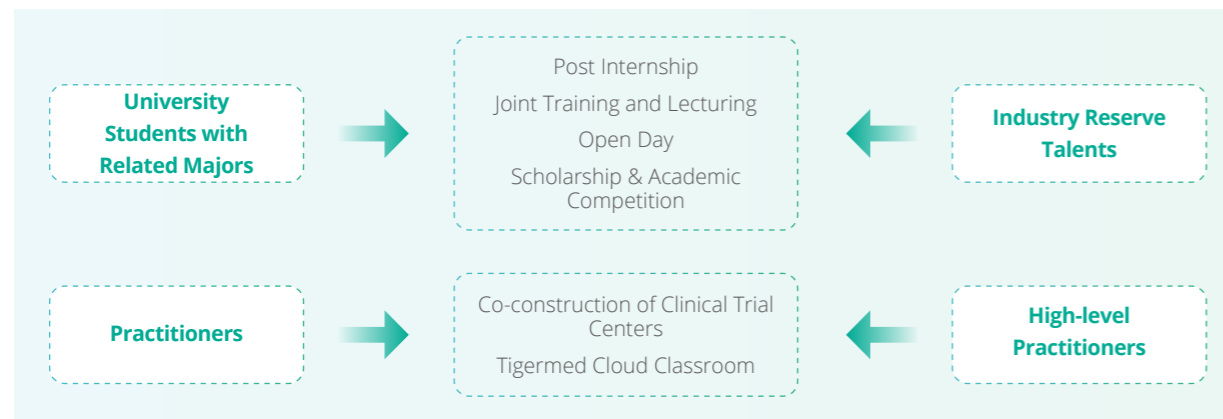 University
Students with
Related Majors
Post Internship
Joint Training and Lecturing
Open Day
Scholarship & Academic
Competition
Industry Reserve
Talents
Practitioners
Co-construction of Clinical Trial
Centers
Tigermed Cloud Classroom
High-level
Practitioners